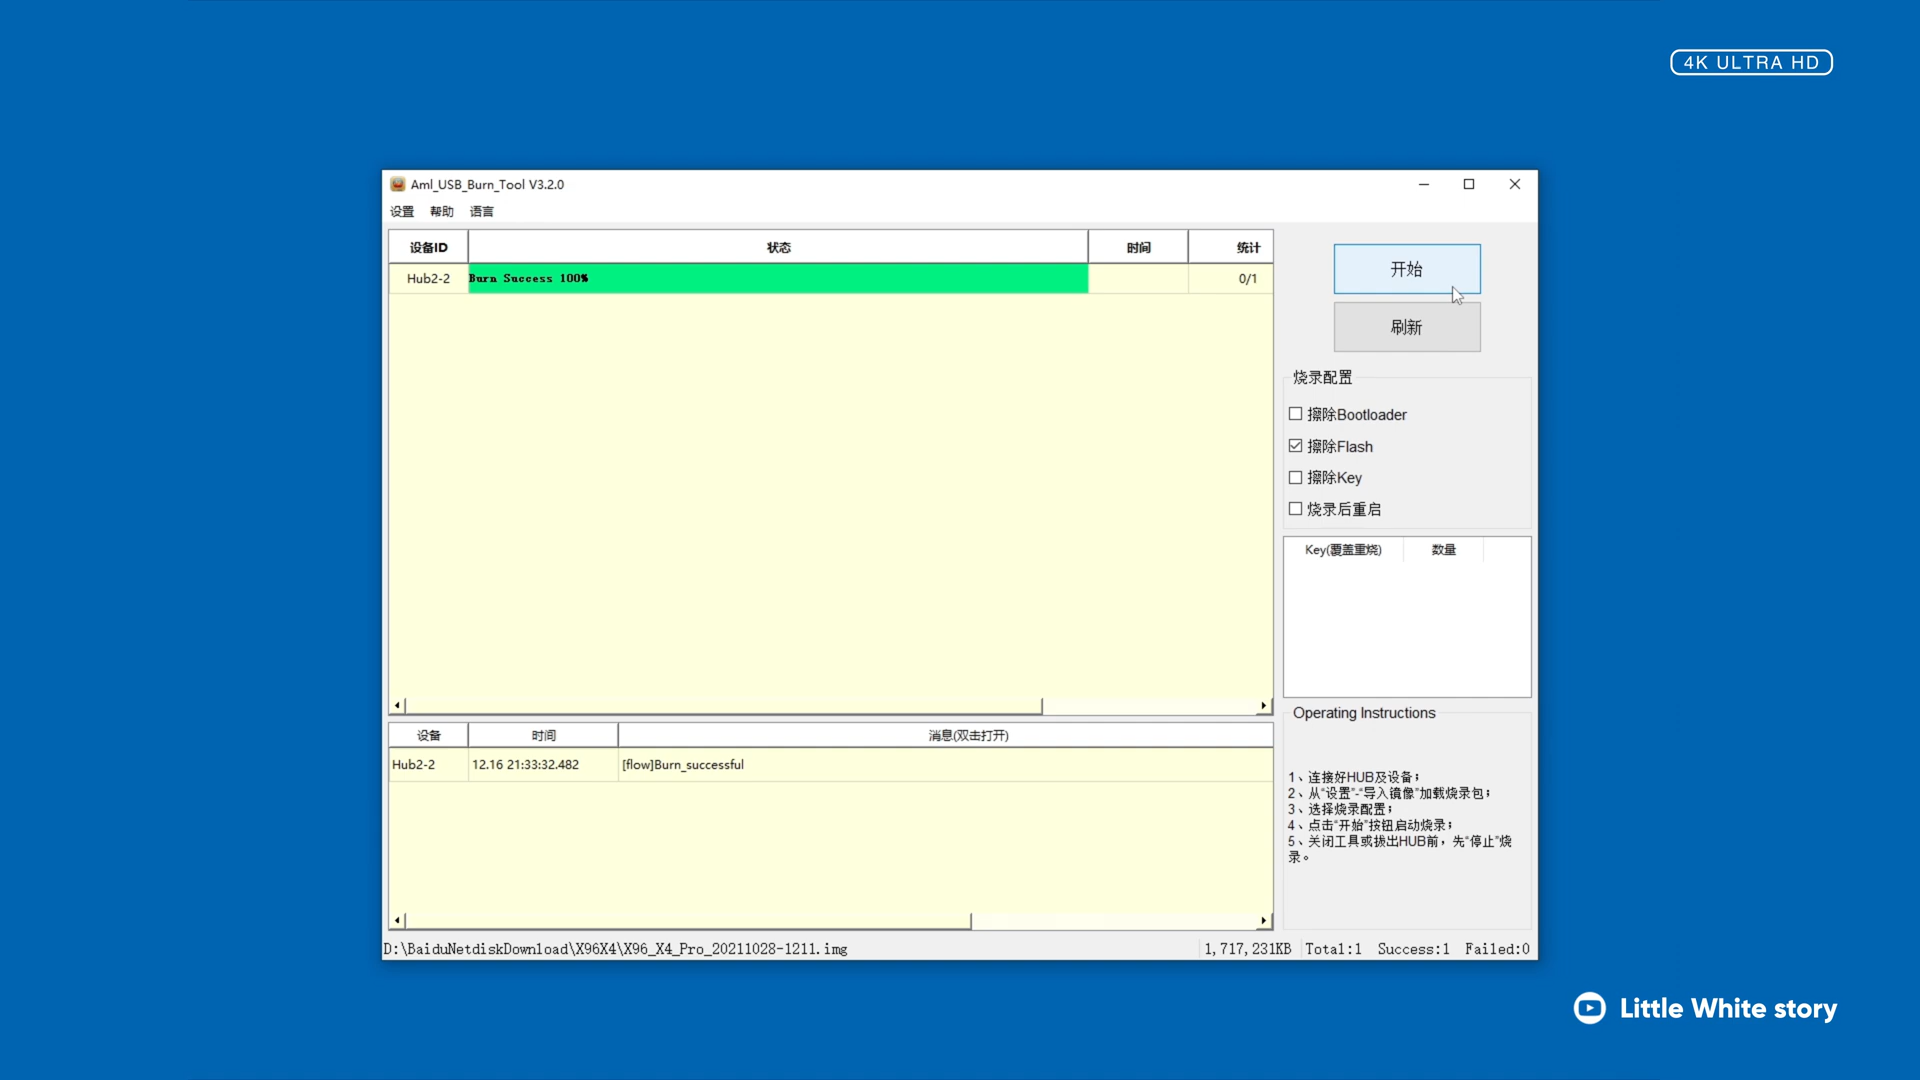 4K ULTRA HD
Aml_USB_Burn_Tool V3.2.0
设置 帮助 语言
设备ID 状态 时间 统计
Hub2-2 Burn Success 100% 0/1
开始
刷新
烧录配置
擦除Bootloader
擦除Flash
擦除Key
烧录后重启
Key(覆盖重烧) 数量
设备 时间 消息(双击打开)
Hub2-2 12.16 21:33:32.482 [flow]Burn_successful
Operating Instructions
1、连接好HUB及设备；
2、从“设置”-“导入镜像”加载烧录包；
3、选择烧录配置；
4、点击“开始”按钮启动烧录；
5、关闭工具或拔出HUB前，先“停止”烧
录。
D:\BaiduNetdiskDownload\X96X4\X96_X4_Pro_20211028-1211.img 1,717,231KB Total:1 Success:1 Failed:0
Little White story